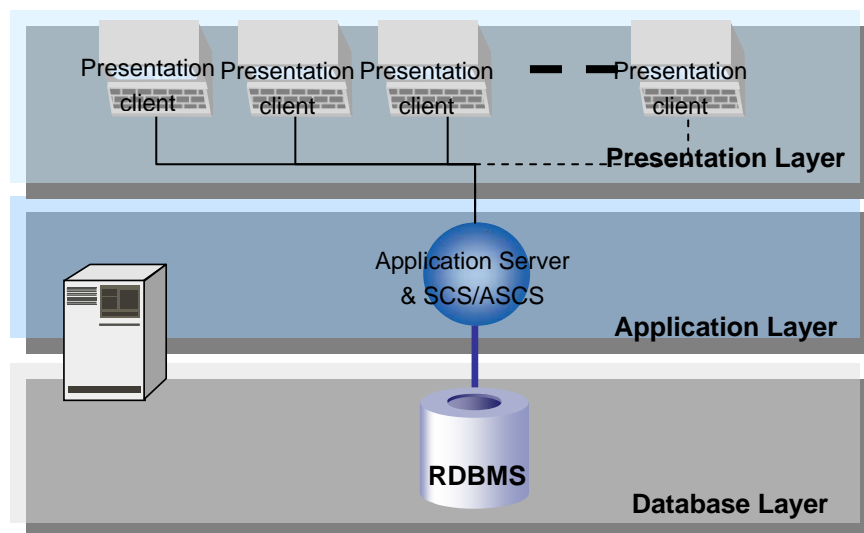 Presentation
client
Presentation
client
Presentation
client
Presentation
client
Presentation Layer
Application Server
& SCS/ASCS
Application Layer
RDBMS
Database Layer